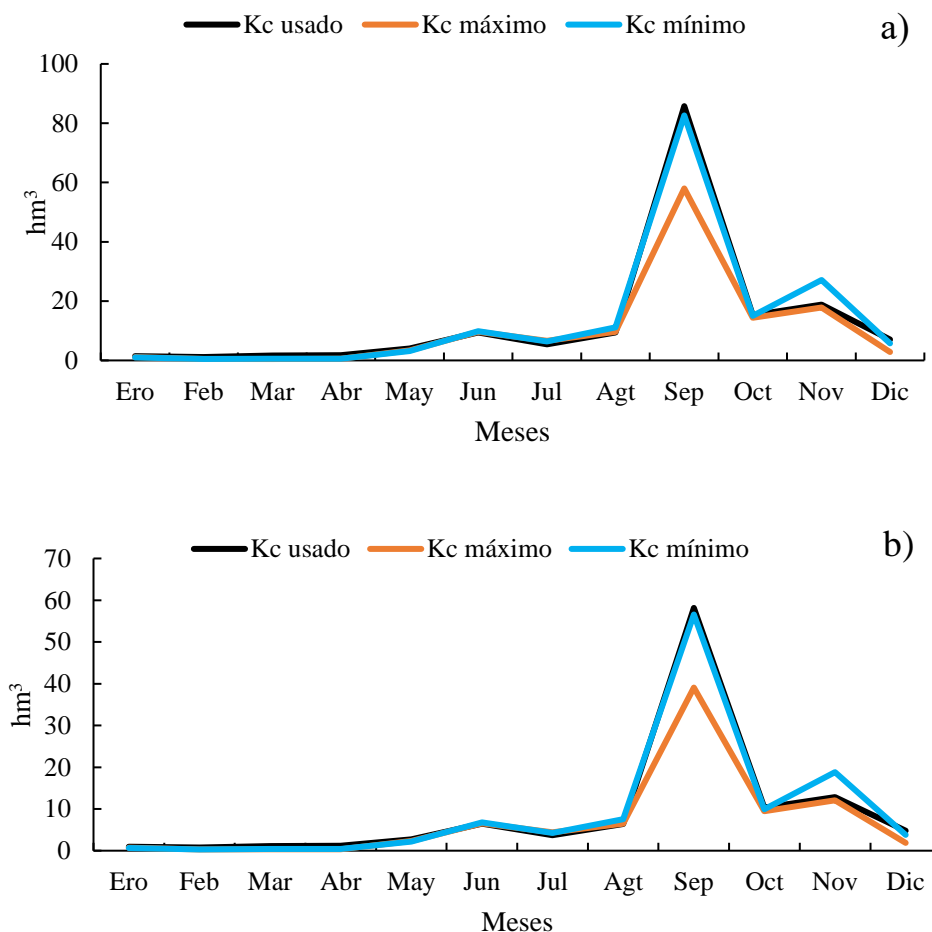 Kc usado Kc máximo Kc mínimo a)
100
80
60
40
20
0
hm³
Ero Feb Mar Abr May Jun Jul Agt Sep Oct Nov Dic
Meses
Kc usado Kc máximo Kc mínimo b)
70
60
50
40
30
20
10
0
hm³
Ero Feb Mar Abr May Jun Jul Agt Sep Oct Nov Dic
Meses